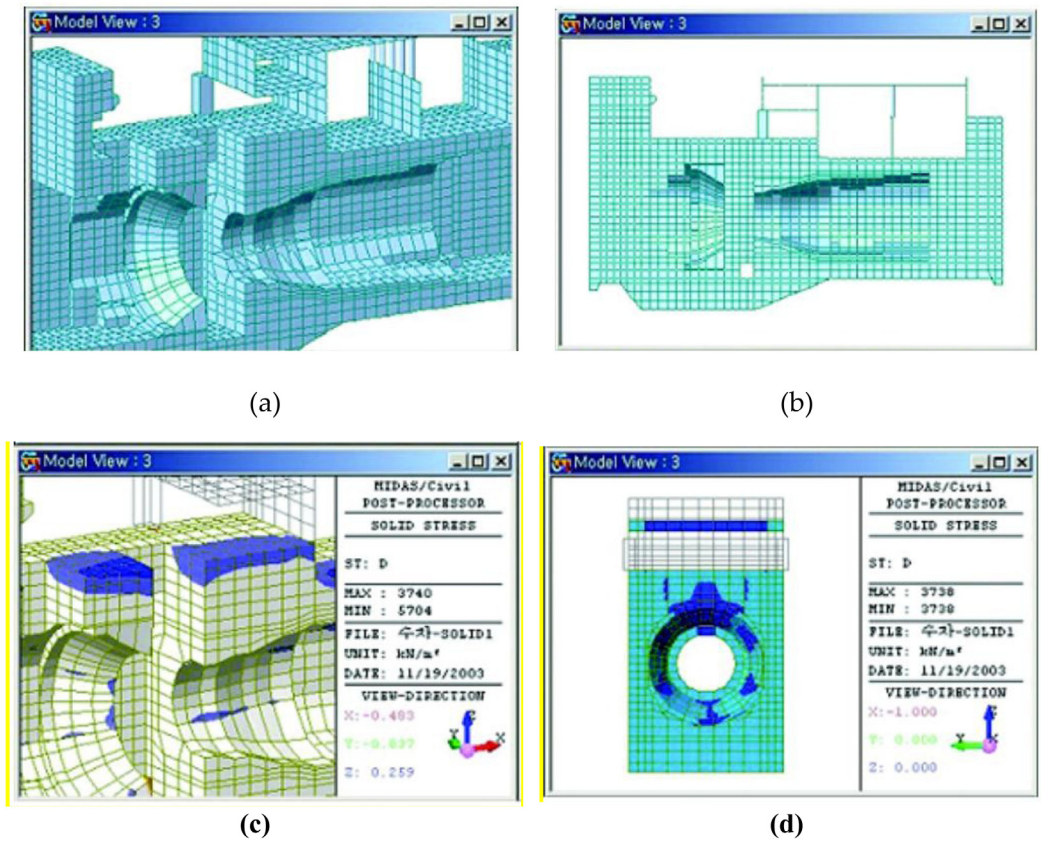 Model View : 3
Model View : 3
(a)
(b)
Model View : 3
MIDAS/Civil
POST-PROCESSOR
SOLID STRESS
ST: D
MAX : 3740
MIN : 5704
FILE: 수차-SOLID1
UNIT: kN/m²
DATE: 11/19/2003
VIEW-DIRECTION
X:-0.483
Y:-0.837
Z: 0.259
Z
Y
X
(c)
Model View : 3
MIDAS/Civil
POST-PROCESSOR
SOLID STRESS
ST: D
MAX : 3738
MIN : 3738
FILE: 수차-SOLID1
UNIT: kN/m²
DATE: 11/19/2003
VIEW-DIRECTION
X:-1.000
Y: 0.000
Z: 0.000
Z
Y
X
(d)